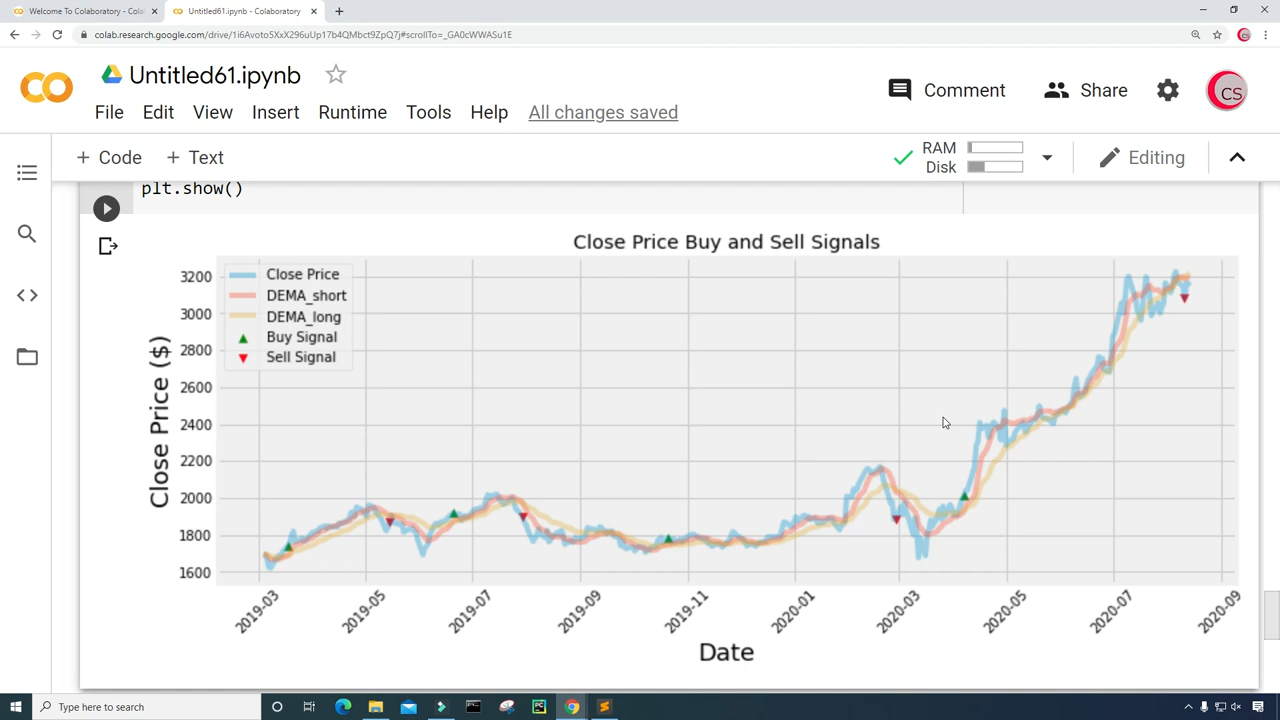 Welcome To Colaboratory - Colal
Untitled61.ipynb - Colaboratory
colab.research.google.com/drive/1i6Avoto5XxX296uUp17b4QMbct9ZpQ7j#scrollTo=_GA0cWWASu1E
Untitled61.ipynb
Comment
Share
CS
File Edit View Insert Runtime Tools Help All changes saved
+ Code + Text
RAM
Disk
Editing
plt.show()
Close Price Buy and Sell Signals
Close Price
DEMA_short
DEMA_long
Buy Signal
Sell Signal
Close Price ($)
3200
3000
2800
2600
2400
2200
2000
1800
1600
2019-03 2019-05 2019-07 2019-09 2019-11 2020-01 2020-03 2020-05 2020-07 2020-09
Date
Type here to search